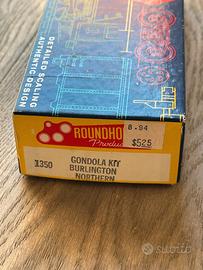 DETAILED SCALING
AUTHENTIC DESIGN
ROUNDHO
Produc
8.94
$525
1350
GONDOLA KIT
BURLINGTON
NORTHERN
subito